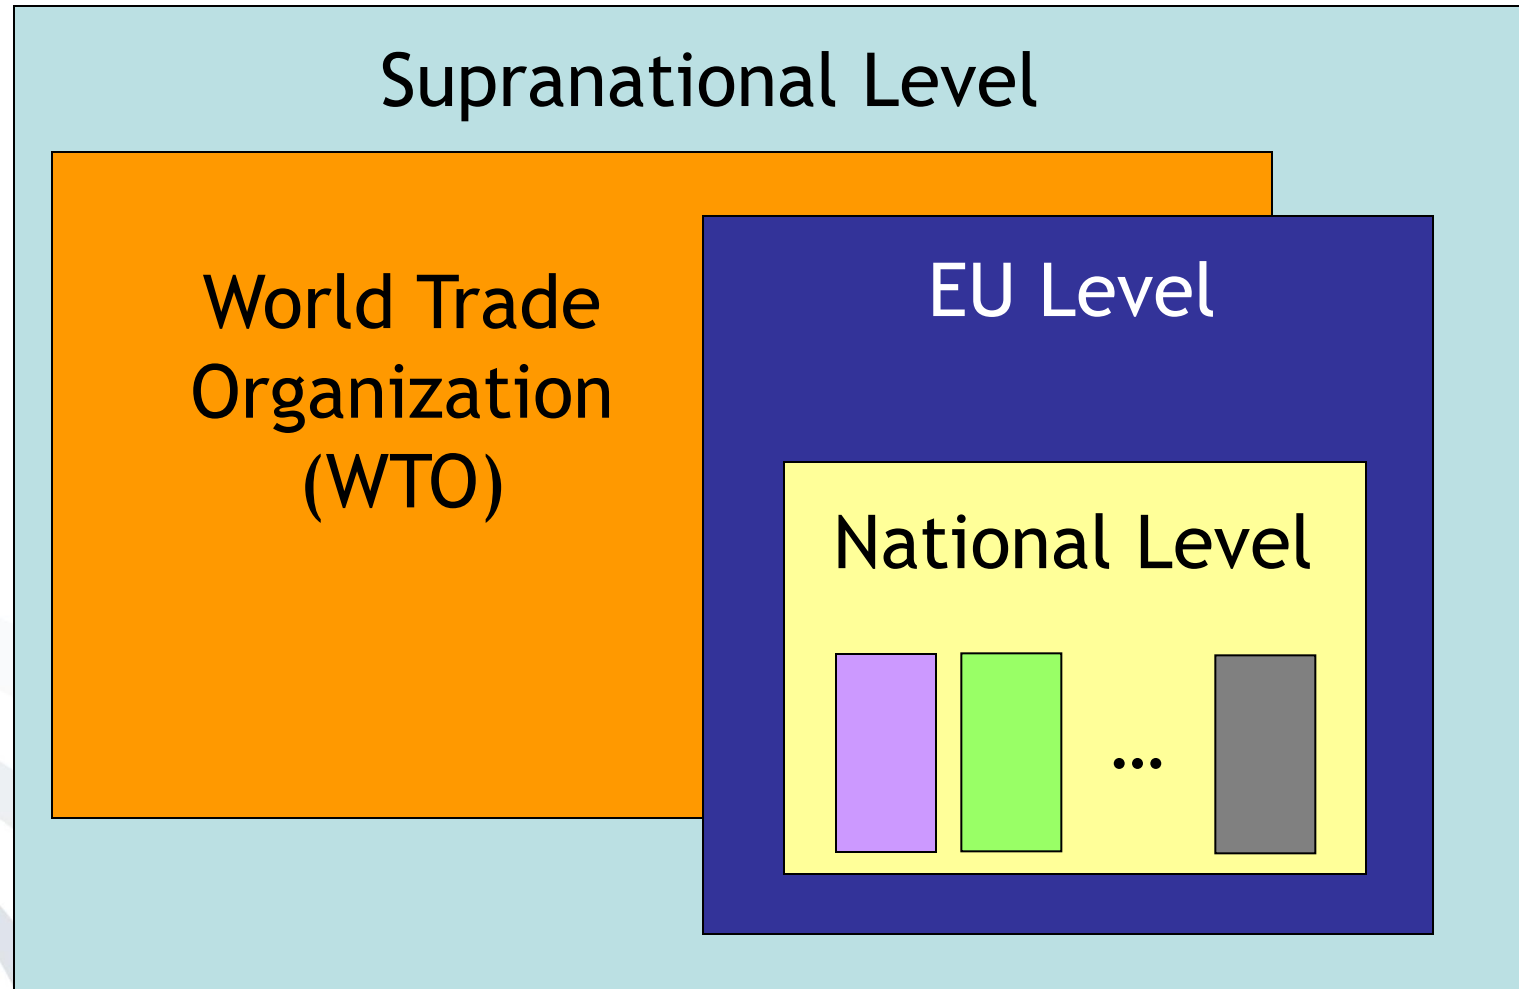 Supranational Level
World Trade
Organization
(WTO)
EU Level
National Level
...